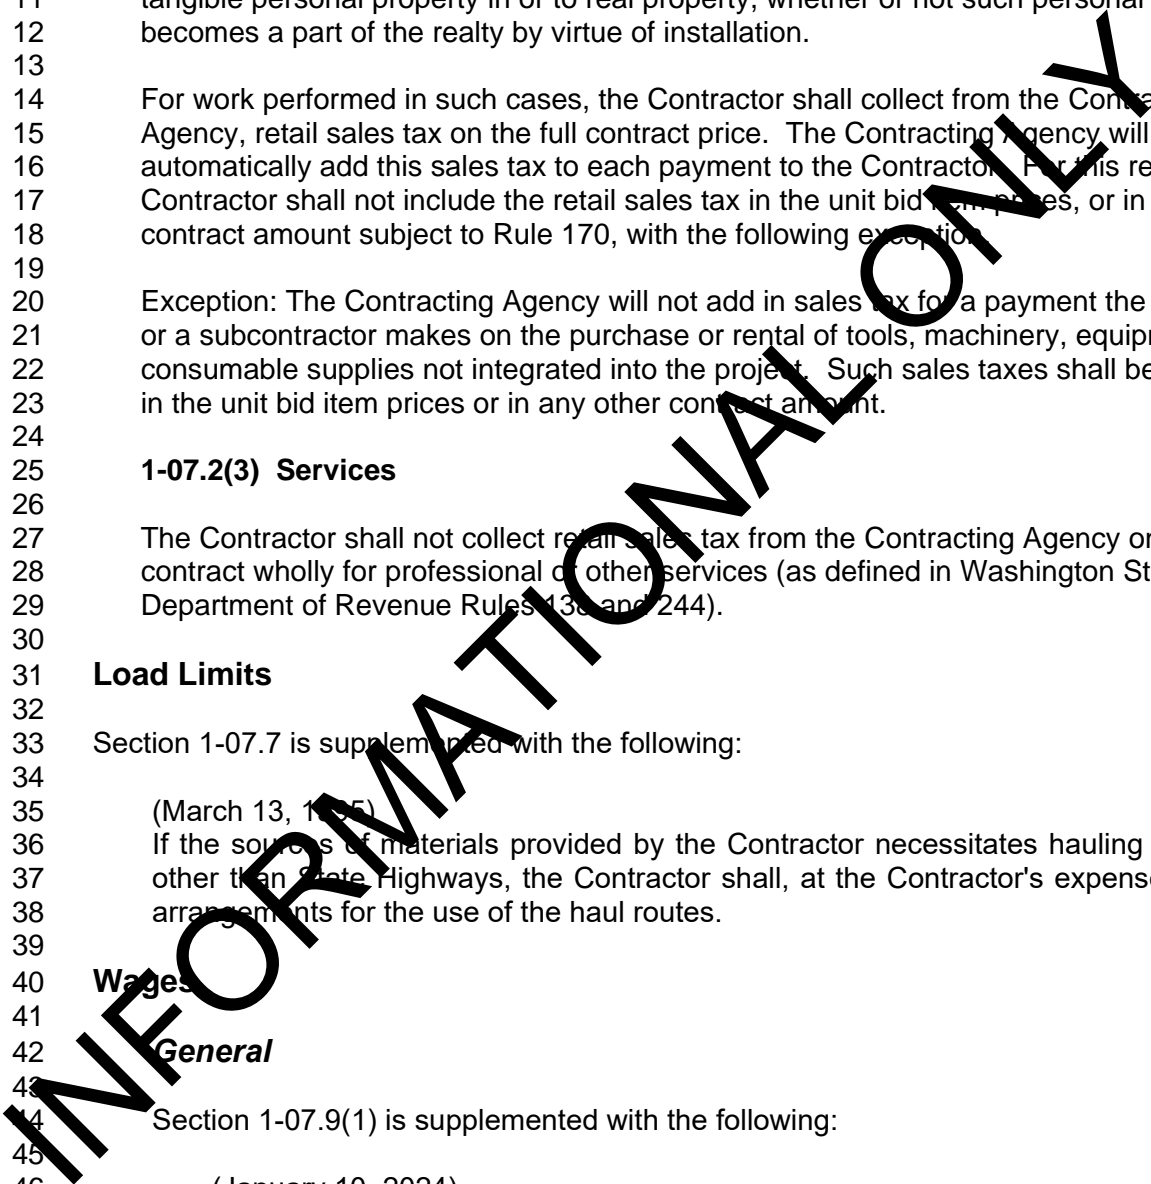 11 tangible personal property in or to real property, whether or not such personal
12 becomes a part of the realty by virtue of installation.
13
14 For work performed in such cases, the Contractor shall collect from the Contra
15 Agency, retail sales tax on the full contract price. The Contracting Agency will
16 automatically add this sales tax to each payment to the Contractor. For this re
17 Contractor shall not include the retail sales tax in the unit bid item prices, or in
18 contract amount subject to Rule 170, with the following exception.
19
20 Exception: The Contracting Agency will not add in sales tax for a payment the
21 or a subcontractor makes on the purchase or rental of tools, machinery, equip
22 consumable supplies not integrated into the project. Such sales taxes shall be
23 in the unit bid item prices or in any other contract amount.
24
25 1-07.2(3) Services
26
27 The Contractor shall not collect retail sales tax from the Contracting Agency or
28 contract wholly for professional or other services (as defined in Washington St
29 Department of Revenue Rules 138 and 244).
30
31 Load Limits
32
33 Section 1-07.7 is supplemented with the following:
34
35 (March 13, 1995)
36 If the sources of materials provided by the Contractor necessitates hauling
37 other than State Highways, the Contractor shall, at the Contractor's expense
38 arrangements for the use of the haul routes.
39
40 Wages
41
42 General
43
44 Section 1-07.9(1) is supplemented with the following:
45
46 (January 10, 2024)
INFORMATIONAL ONLY